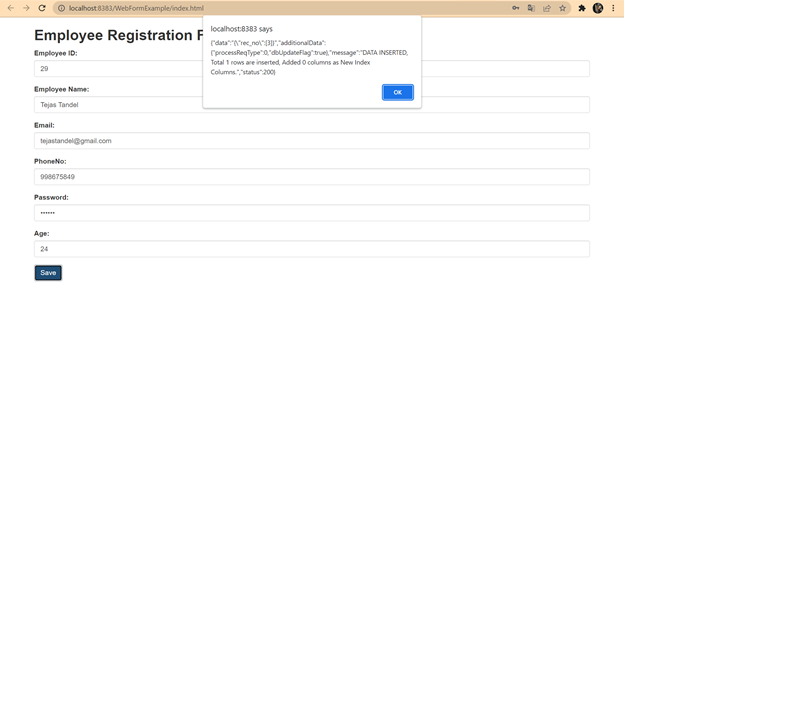 localhost:8383/WebFormExample/index.html
localhost:8383 says
{"data":"{\"rec_no\":[3]}","additionalData":
{"processReqType":0,"dbUpdateFlag":true},"message":"DATA INSERTED,
Total 1 rows are inserted, Added 0 columns as New Index
Columns.","status":200}
OK
Employee Registration F
Employee ID:
29
Employee Name:
Tejas Tandel
Email:
tejastandel@gmail.com
PhoneNo:
998675849
Password:
••••••
Age:
24
Save